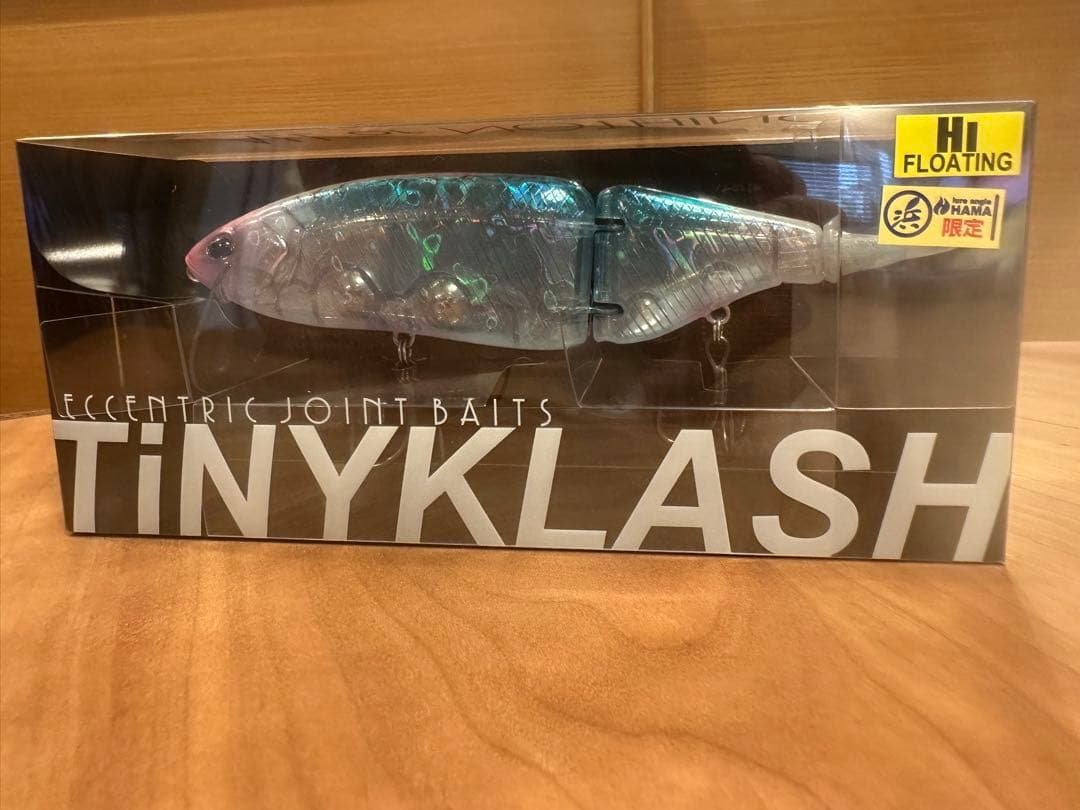 HI
FLOATING
浜 lure angle
HAMA
限定
ECCENTRIC JOINT BAITS
TiNYKLASH